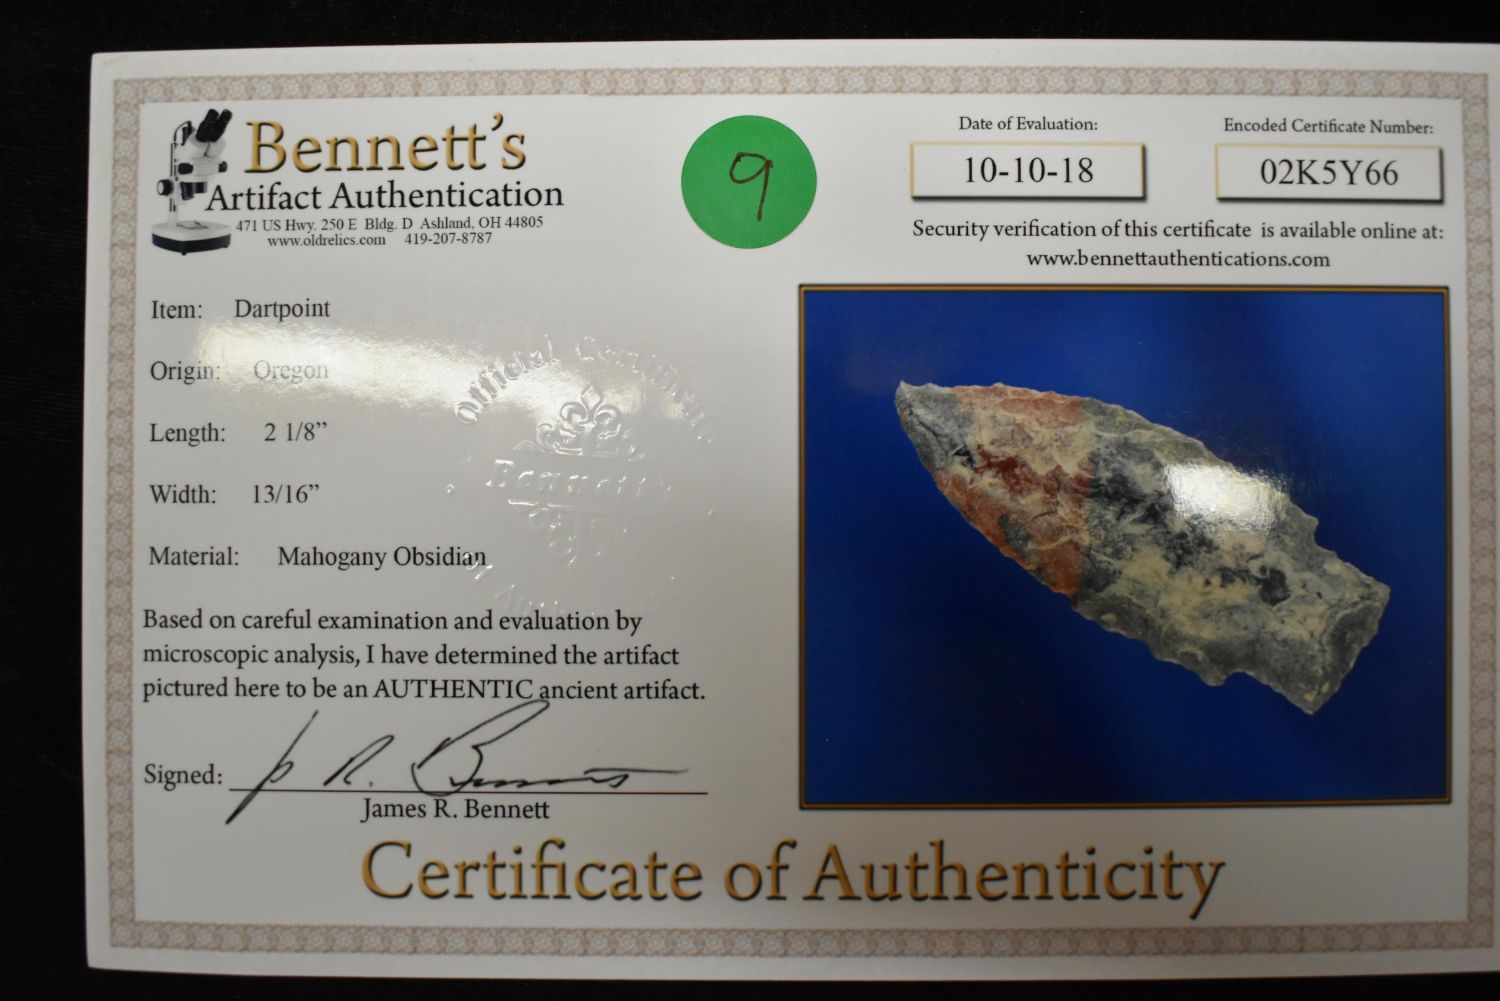 Bennett's
Artifact Authentication
471 US Hwy. 250 E Bldg. D Ashland, OH 44805
www.oldrelics.com 419-207-8787
9
Date of Evaluation:
10-10-18
Encoded Certificate Number:
02K5Y66
Security verification of this certificate is available online at:
www.bennettauthentications.com
Item: Dartpoint
Origin: Oregon
Length: 2 1/8”
Width: 13/16”
Material: Mahogany Obsidian
Official
Bennett's
Based on careful examination and evaluation by
microscopic analysis, I have determined the artifact
pictured here to be an AUTHENTIC ancient artifact.
Signed:
James R. Bennett
Certificate of Authenticity